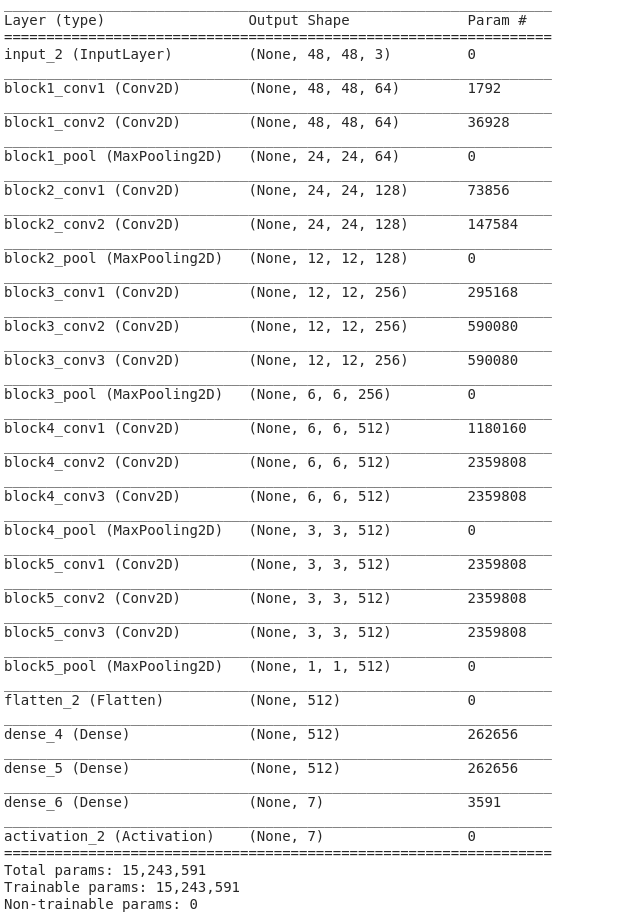 Layer (type)                 Output Shape              Param #
=================================================================
input_2 (InputLayer)         (None, 48, 48, 3)         0
_________________________________________________________________
block1_conv1 (Conv2D)        (None, 48, 48, 64)        1792
_________________________________________________________________
block1_conv2 (Conv2D)        (None, 48, 48, 64)        36928
_________________________________________________________________
block1_pool (MaxPooling2D)   (None, 24, 24, 64)        0
_________________________________________________________________
block2_conv1 (Conv2D)        (None, 24, 24, 128)       73856
_________________________________________________________________
block2_conv2 (Conv2D)        (None, 24, 24, 128)       147584
_________________________________________________________________
block2_pool (MaxPooling2D)   (None, 12, 12, 128)       0
_________________________________________________________________
block3_conv1 (Conv2D)        (None, 12, 12, 256)       295168
_________________________________________________________________
block3_conv2 (Conv2D)        (None, 12, 12, 256)       590080
_________________________________________________________________
block3_conv3 (Conv2D)        (None, 12, 12, 256)       590080
_________________________________________________________________
block3_pool (MaxPooling2D)   (None, 6, 6, 256)         0
_________________________________________________________________
block4_conv1 (Conv2D)        (None, 6, 6, 512)         1180160
_________________________________________________________________
block4_conv2 (Conv2D)        (None, 6, 6, 512)         2359808
_________________________________________________________________
block4_conv3 (Conv2D)        (None, 6, 6, 512)         2359808
_________________________________________________________________
block4_pool (MaxPooling2D)   (None, 3, 3, 512)         0
_________________________________________________________________
block5_conv1 (Conv2D)        (None, 3, 3, 512)         2359808
_________________________________________________________________
block5_conv2 (Conv2D)        (None, 3, 3, 512)         2359808
_________________________________________________________________
block5_conv3 (Conv2D)        (None, 3, 3, 512)         2359808
_________________________________________________________________
block5_pool (MaxPooling2D)   (None, 1, 1, 512)         0
_________________________________________________________________
flatten_2 (Flatten)          (None, 512)               0
_________________________________________________________________
dense_4 (Dense)              (None, 512)               262656
_________________________________________________________________
dense_5 (Dense)              (None, 512)               262656
_________________________________________________________________
dense_6 (Dense)              (None, 7)                 3591
_________________________________________________________________
activation_2 (Activation)    (None, 7)                 0
=================================================================
Total params: 15,243,591
Trainable params: 15,243,591
Non-trainable params: 0